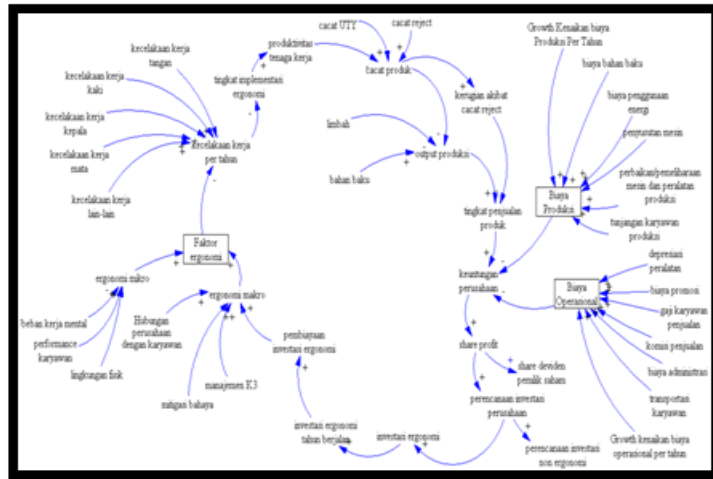 cacat UTY
cacat reject
produktivitas
tenaga kerja
cacat produk
Growth Kenaikan biaya
Produksi Per Tahun
biaya bahan baku
biaya penggunaan
energi
penyusutan mesin
perbaikan/pemeliharaan
mesin dan peralatan
produksi
tunjangan karyawan
produksi
Biaya
Produksi
kecelakaan kerja
tangan
kecelakaan kerja
kaki
kecelakaan kerja
kepala
kecelakaan kerja
mata
kecelakaan kerja
lain-lain
kecelakaan kerja
per tahun
tingkat implementasi
ergonomi
limbah
bahan baku
output produksi
kerugian akibat
cacat reject
tingkat penjualan
produk
keuntungan
perusahaan
Faktor
ergonomi
ergonomi mikro
beban kerja mental
performance
karyawan
lingkungan fisik
ergonomi makro
Hubungan
perusahaan
dengan karyawan
mitigasi bahaya
manajemen K3
pembiayaan
investasi ergonomi
investasi ergonomi
tahun berjalan
investasi ergonomi
share profit
share deviden
pemilik saham
perencanaan investasi
perusahaan
perencanaan investasi
non ergonomi
Biaya
Operasional
depresiasi
peralatan
biaya promosi
gaji karyawan
penjualan
komisi penjualan
biaya administrasi
transportasi
karyawan
Growth kenaikan biaya
operasional per tahun